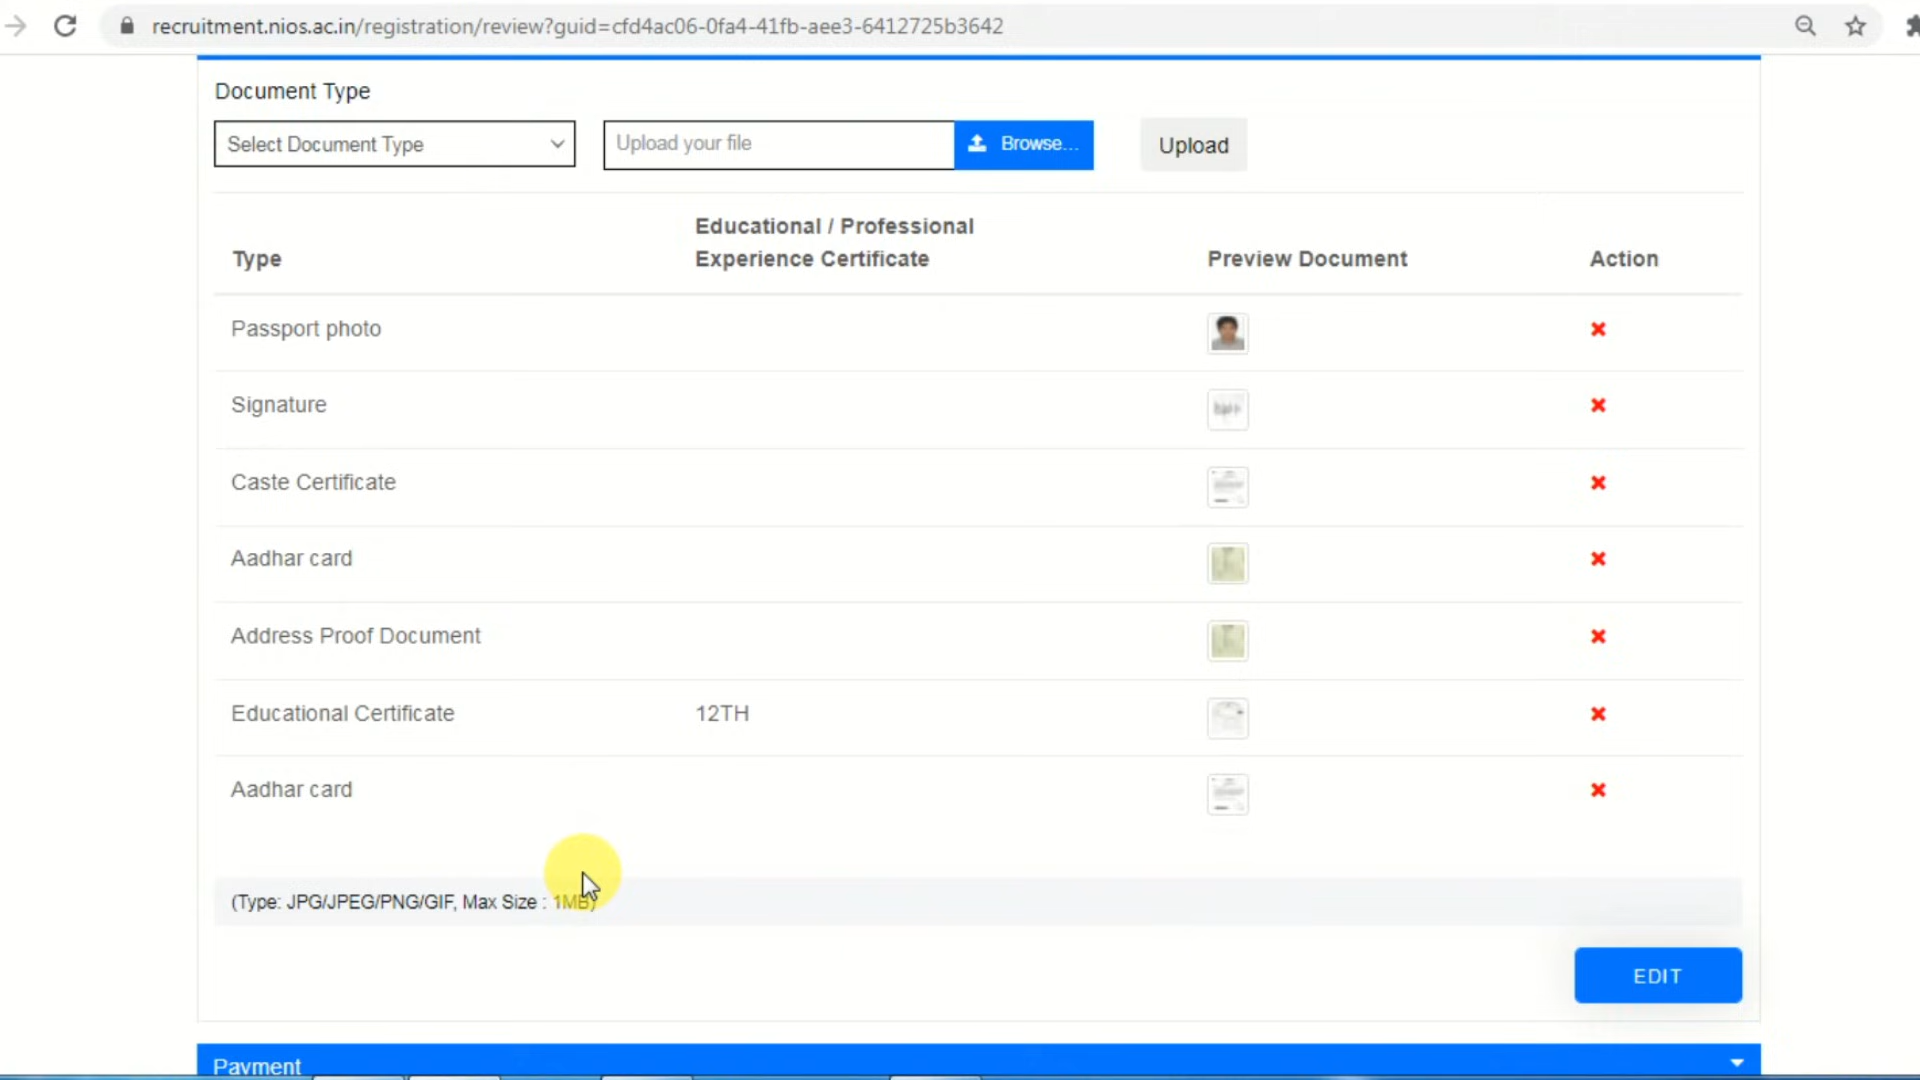 recruitment.nios.ac.in/registration/review?guid=cfd4ac06-0fa4-41fb-aee3-6412725b3642
Document Type
Select Document Type
Upload your file
Browse...
Upload
Type
Educational / Professional
Experience Certificate
Preview Document
Action
Passport photo
Signature
Caste Certificate
Aadhar card
Address Proof Document
Educational Certificate
12TH
Aadhar card
(Type: JPG/JPEG/PNG/GIF, Max Size : 1MB)
EDIT
Payment